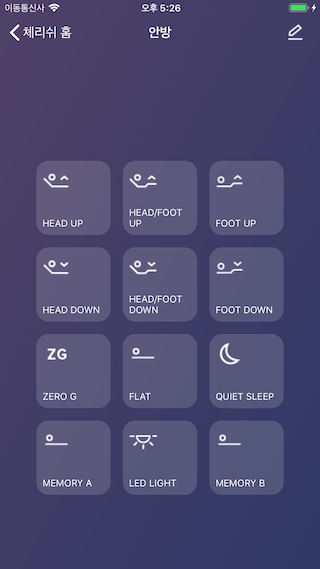 이동통신사 오후 5:26
체리쉬 홈 안방
HEAD UP
HEAD/FOOT
UP
FOOT UP
HEAD DOWN
HEAD/FOOT
DOWN
FOOT DOWN
ZG
ZERO G
FLAT
QUIET SLEEP
MEMORY A
LED LIGHT
MEMORY B